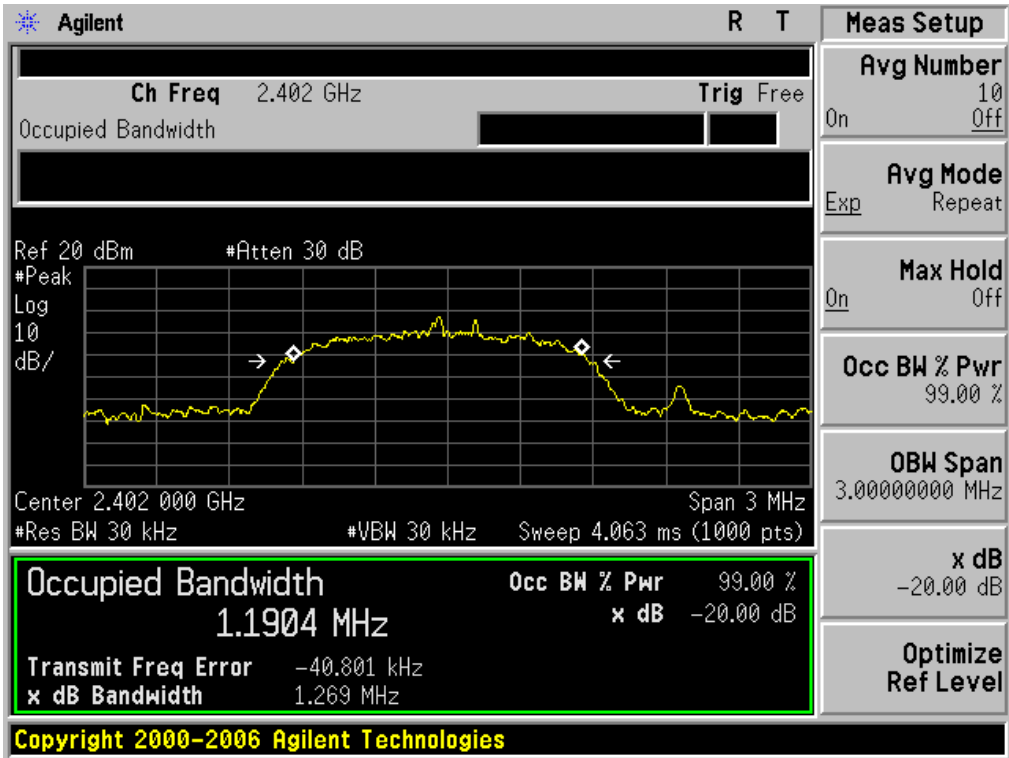 Agilent R T
Ch Freq 2.402 GHz Trig Free
Occupied Bandwidth
Ref 20 dBm #Atten 30 dB
#Peak
Log
10
dB/
Center 2.402 000 GHz Span 3 MHz
#Res BW 30 kHz #VBW 30 kHz Sweep 4.063 ms (1000 pts)
Occupied Bandwidth Occ BW % Pwr 99.00 %
1.1904 MHz x dB -20.00 dB
Transmit Freq Error -40.801 kHz
x dB Bandwidth 1.269 MHz
Copyright 2000-2006 Agilent Technologies
Meas Setup
Avg Number
10
On Off
Avg Mode
Exp Repeat
Max Hold
On Off
Occ BW % Pwr
99.00 %
OBW Span
3.00000000 MHz
x dB
-20.00 dB
Optimize
Ref Level